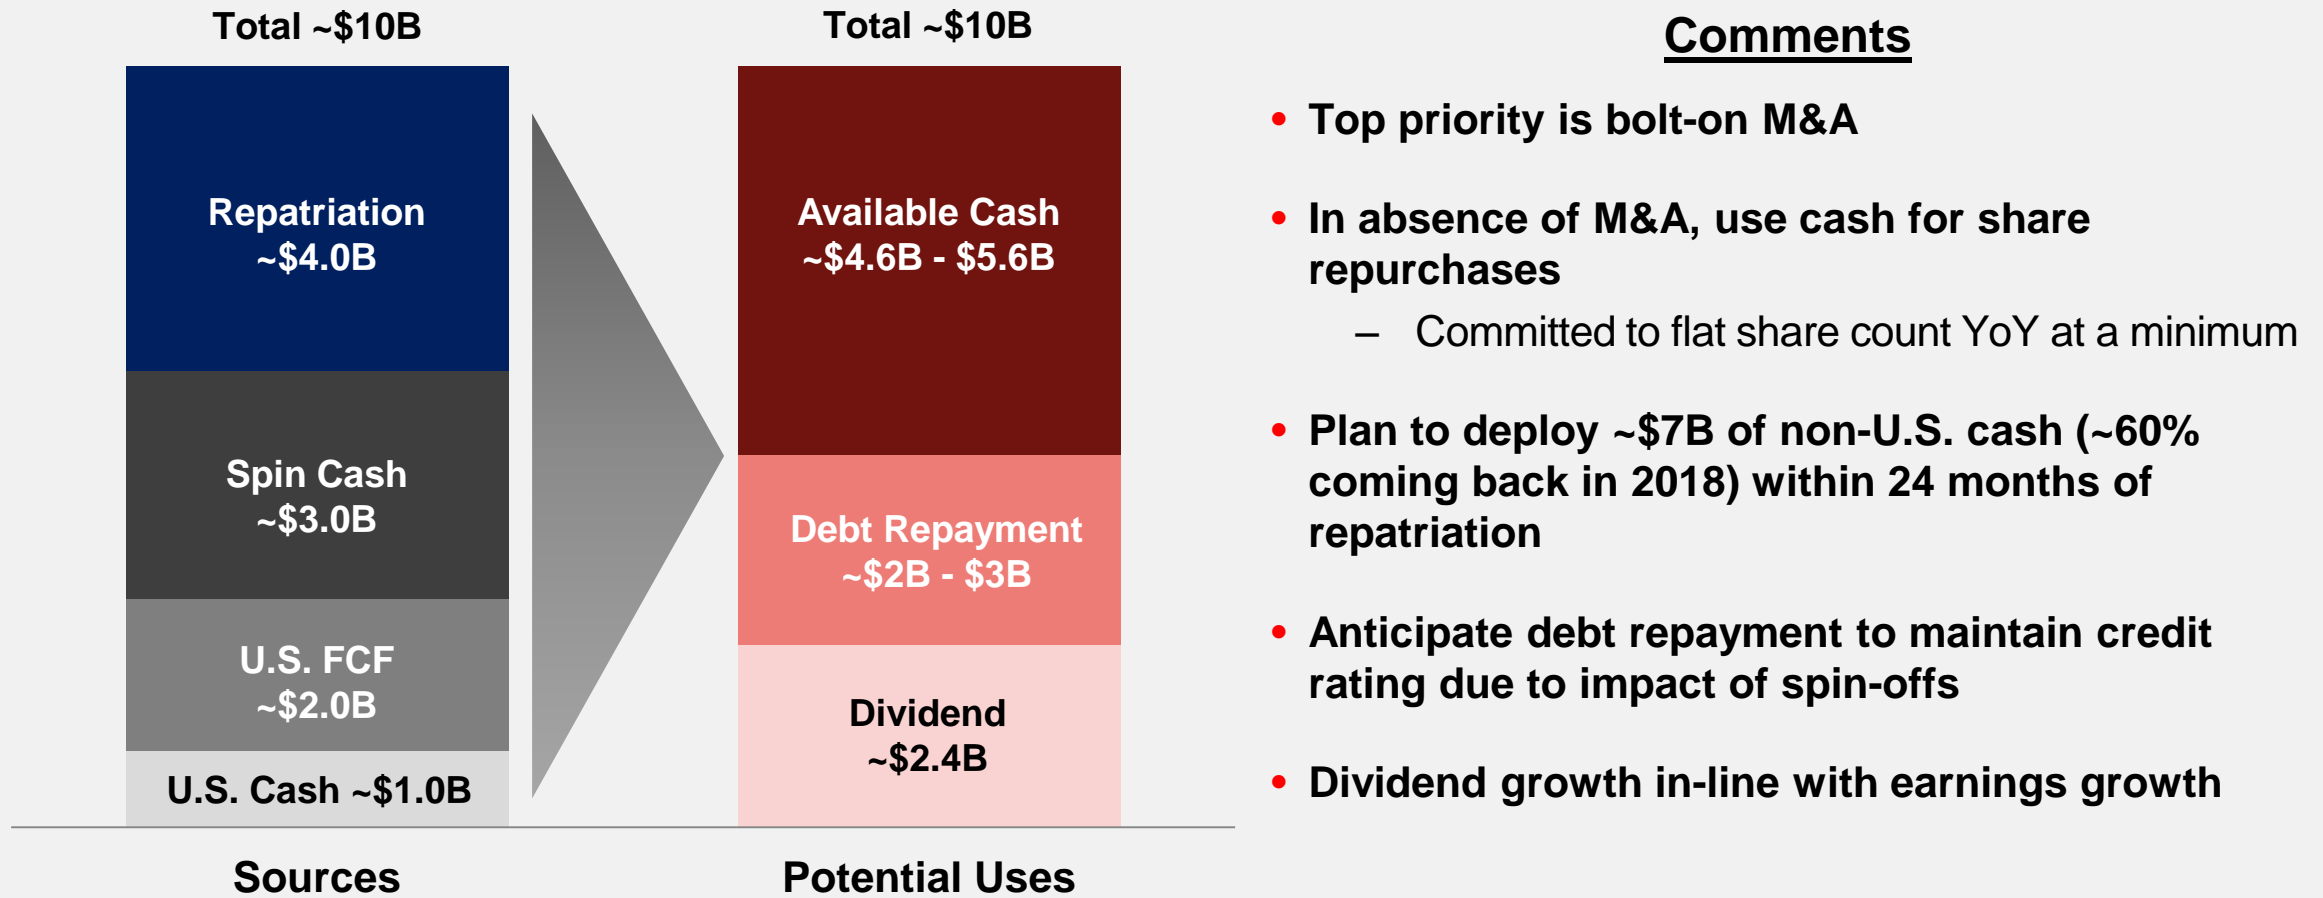 Total ~$10B
Repatriation
~$4.0B
Spin Cash
~$3.0B
U.S. FCF
~$2.0B
U.S. Cash ~$1.0B
Sources
Total ~$10B
Available Cash
~$4.6B - $5.6B
Debt Repayment
~$2B - $3B
Dividend
~$2.4B
Potential Uses
Comments
• Top priority is bolt-on M&A
• In absence of M&A, use cash for share
repurchases
– Committed to flat share count YoY at a minimum
• Plan to deploy ~$7B of non-U.S. cash (~60%
coming back in 2018) within 24 months of
repatriation
• Anticipate debt repayment to maintain credit
rating due to impact of spin-offs
• Dividend growth in-line with earnings growth